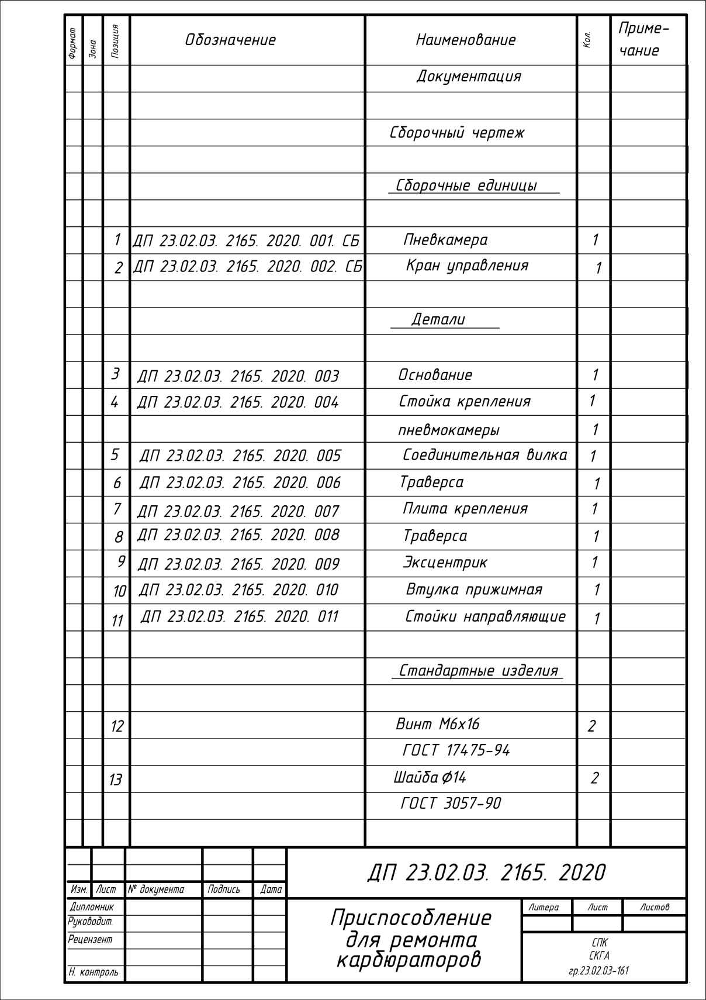 Формат Зона Позиция Обозначение Наименование Кол. Приме-
чание
Документация
Сборочный чертеж
Сборочные единицы
1 ДП 23.02.03. 2165. 2020. 001. СБ Пневкамера 1
2 ДП 23.02.03. 2165. 2020. 002. СБ Кран управления 1
Детали
3 ДП 23.02.03. 2165. 2020. 003 Основание 1
4 ДП 23.02.03. 2165. 2020. 004 Стойка крепления 1
пневмокамеры 1
5 ДП 23.02.03. 2165. 2020. 005 Соединительная вилка 1
6 ДП 23.02.03. 2165. 2020. 006 Траверса 1
7 ДП 23.02.03. 2165. 2020. 007 Плита крепления 1
8 ДП 23.02.03. 2165. 2020. 008 Траверса 1
9 ДП 23.02.03. 2165. 2020. 009 Эксцентрик 1
10 ДП 23.02.03. 2165. 2020. 010 Втулка прижимная 1
11 ДП 23.02.03. 2165. 2020. 011 Стойки направляющие 1
Стандартные изделия
12 Винт М6х16 2
ГОСТ 17475-94
13 Шайба Ø14 2
ГОСТ 3057-90
ДП 23.02.03. 2165. 2020
Изм. Лист № документа Подпись Дата
Дипломник
Руководит.
Рецензент
Н. контроль
Приспособление
для ремонта
карбюраторов
Литера Лист Листов
СПК
СКГА
гр.23.02.03-161